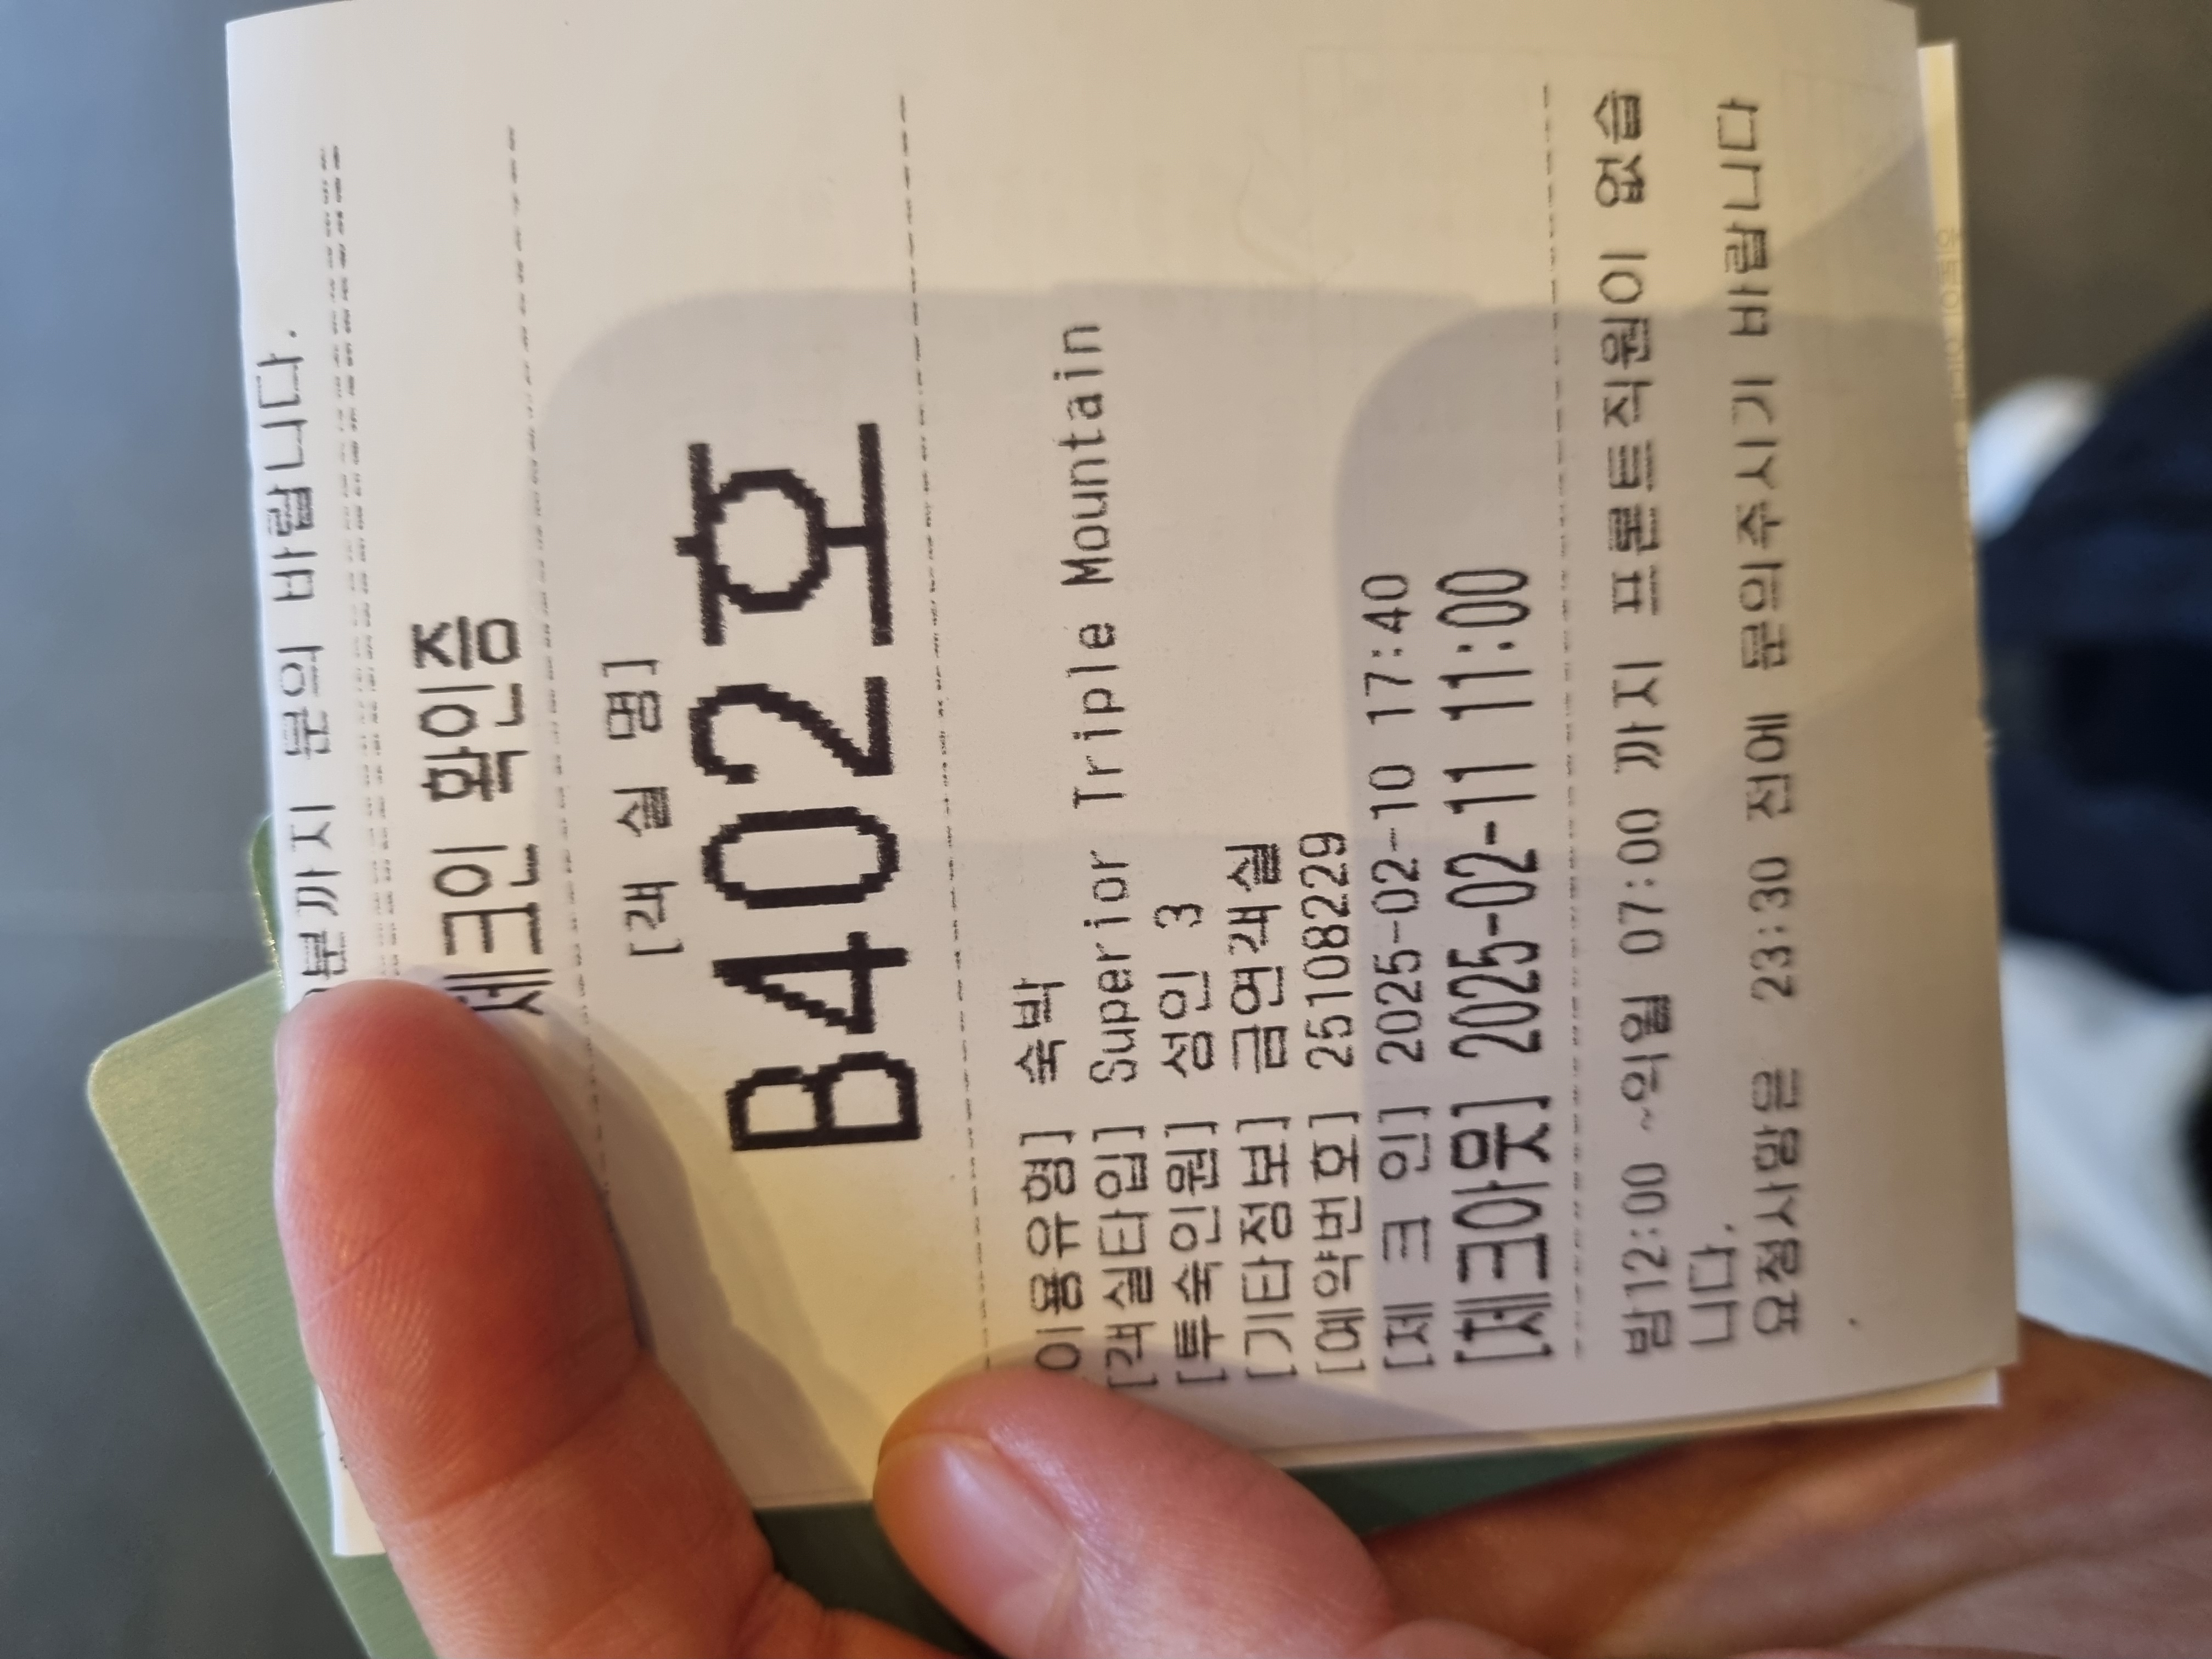 분까지 문의 바랍니다.
체크인 확인증
[객 실 명]
B402호
이용유형] 숙박
[객실타입] Superior Triple Mountain
[투숙인원] 성인 3
[기타정보] 금연객실
[예약번호] 25108229
[체 크 인] 2025-02-10 17:40
[체크아웃] 2025-02-11 11:00
밤12:00 ~익일 07:00 까지 프론트직원이 없습
니다.
요청사항은 23:30 전에 문의주시기 바랍니다
.